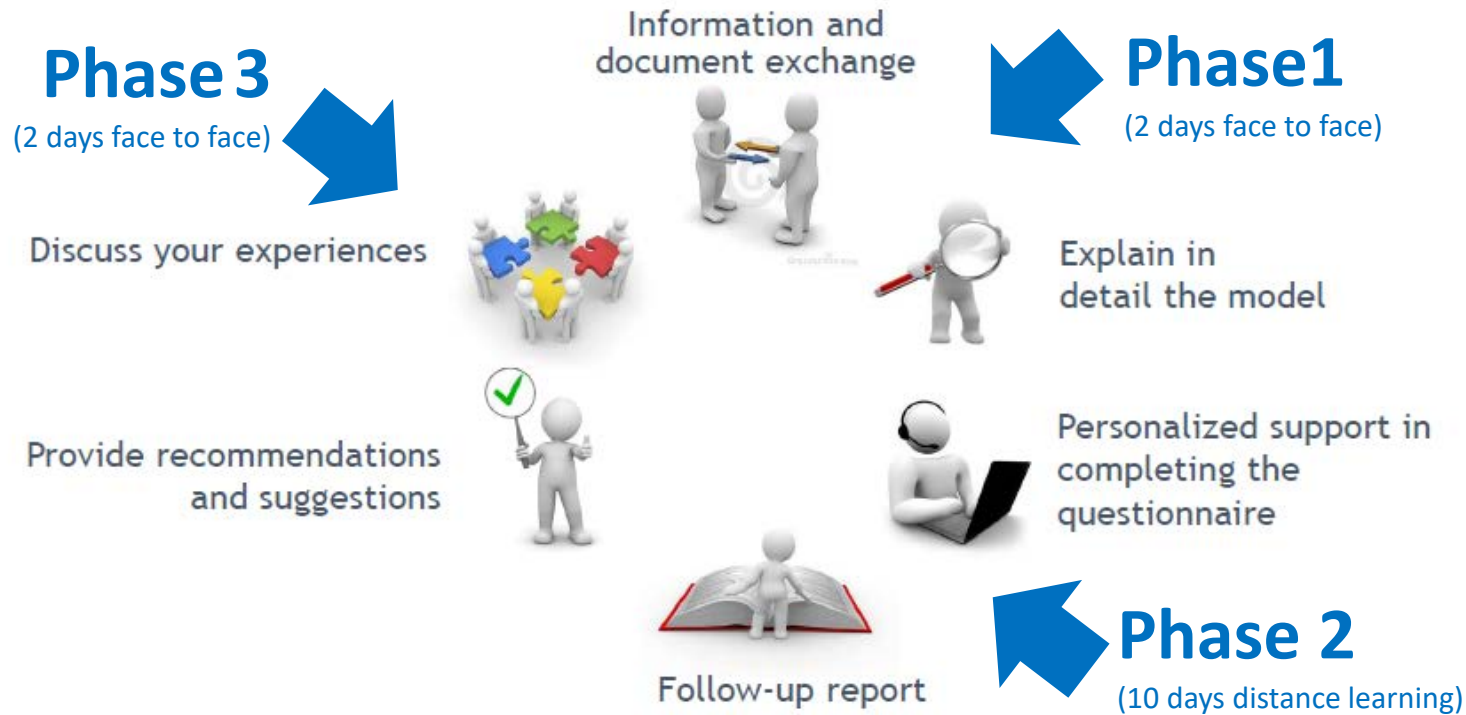 Information and
document exchange
Phase1
(2 days face to face)
Explain in
detail the model
Personalized support in
completing the
questionnaire
Phase 2
(10 days distance learning)
Follow-up report
Provide recommendations
and suggestions
Discuss your experiences
Phase 3
(2 days face to face)